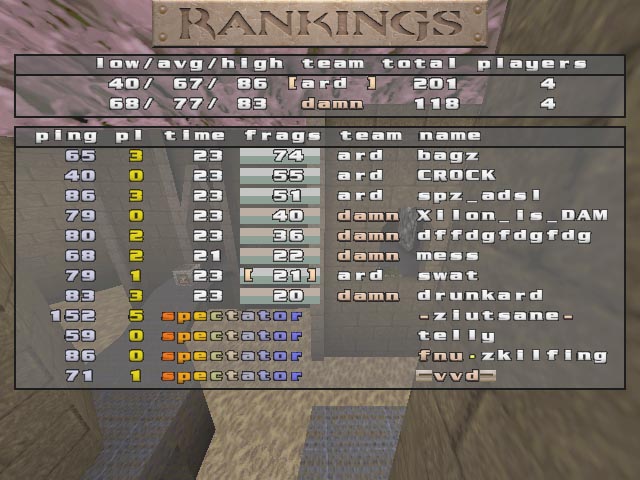 RANKINGS
low/avg/high team total players
40/ 67/ 86 [ard ] 201 4
68/ 77/ 83 damn 118 4
ping pl time frags team name
65 3 23 74 ard bagz
40 0 23 55 ard CROCK
86 3 23 51 ard spz_adsl
79 0 23 40 damn Xilon_is_DAM
80 2 23 36 damn dffdgfdgfdg
68 2 21 22 damn mess
79 1 23 [ 21] ard swat
83 3 23 20 damn drunkard
152 5 spectator -ziutsane-
59 0 spectator telly
86 0 spectator fnu·zkilfing
71 1 spectator =vvd=